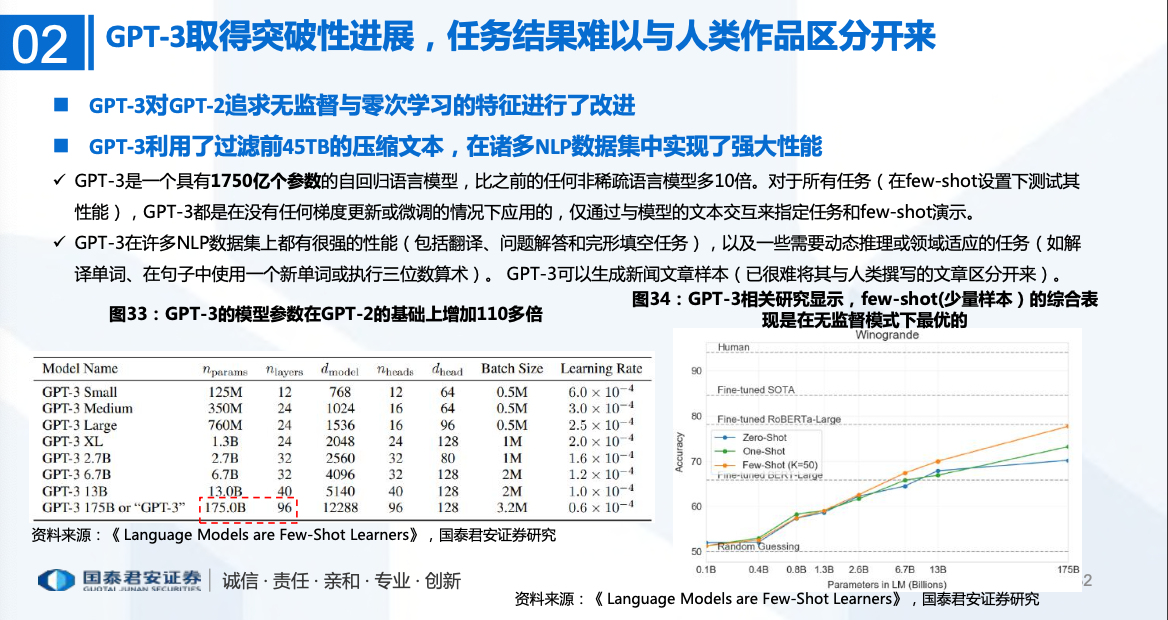 02
GPT-3取得突破性进展，任务结果难以与人类作品区分开来
GPT-3对GPT-2追求无监督与零次学习的特征进行了改进
GPT-3利用了过滤前45TB的压缩文本，在诸多NLP数据集中实现了强大性能
GPT-3是一个具有1750亿个参数的自回归语言模型，比之前的任何非稀疏语言模型多10倍。对于所有任务（在few-shot设置下测试其
性能），GPT-3都是在没有任何梯度更新或微调的情况下应用的，仅通过与模型的文本交互来指定任务和few-shot演示。
GPT-3在许多NLP数据集上都有很强的性能（包括翻译、问题解答和完形填空任务），以及一些需要动态推理或领域适应的任务（如解
译单词、在句子中使用一个新单词或执行三位数算术）。 GPT-3可以生成新闻文章样本（已很难将其与人类撰写的文章区分开来）。
图33：GPT-3的模型参数在GPT-2的基础上增加110多倍
Model Name n_params n_layers d_model n_heads d_head Batch Size Learning Rate
GPT-3 Small 125M 12 768 12 64 0.5M 6.0 × 10⁻⁴
GPT-3 Medium 350M 24 1024 16 64 0.5M 3.0 × 10⁻⁴
GPT-3 Large 760M 24 1536 16 96 0.5M 2.5 × 10⁻⁴
GPT-3 XL 1.3B 24 2048 24 128 1M 2.0 × 10⁻⁴
GPT-3 2.7B 2.7B 32 2560 32 80 1M 1.6 × 10⁻⁴
GPT-3 6.7B 6.7B 32 4096 32 128 2M 1.2 × 10⁻⁴
GPT-3 13B 13.0B 40 5140 40 128 2M 1.0 × 10⁻⁴
GPT-3 175B or “GPT-3” 175.0B 96 12288 96 128 3.2M 0.6 × 10⁻⁴
资料来源：《 Language Models are Few-Shot Learners》，国泰君安证券研究
图34：GPT-3相关研究显示，few-shot(少量样本）的综合表
现是在无监督模式下最优的
Winogrande
Human
90
Fine-tuned SOTA
80
Fine-tuned RoBERTa-Large
Zero-Shot
One-Shot
Few-Shot (K=50)
Accuracy
70
Fine-tuned BERT-Large
60
Random Guessing
50
0.1B 0.4B 0.8B 1.3B 2.6B 6.7B 13B 175B
Parameters in LM (Billions)
资料来源：《 Language Models are Few-Shot Learners》，国泰君安证券研究
国泰君安证券
GUOTAI JUNAN SECURITIES
诚信 · 责任 · 亲和 · 专业 · 创新